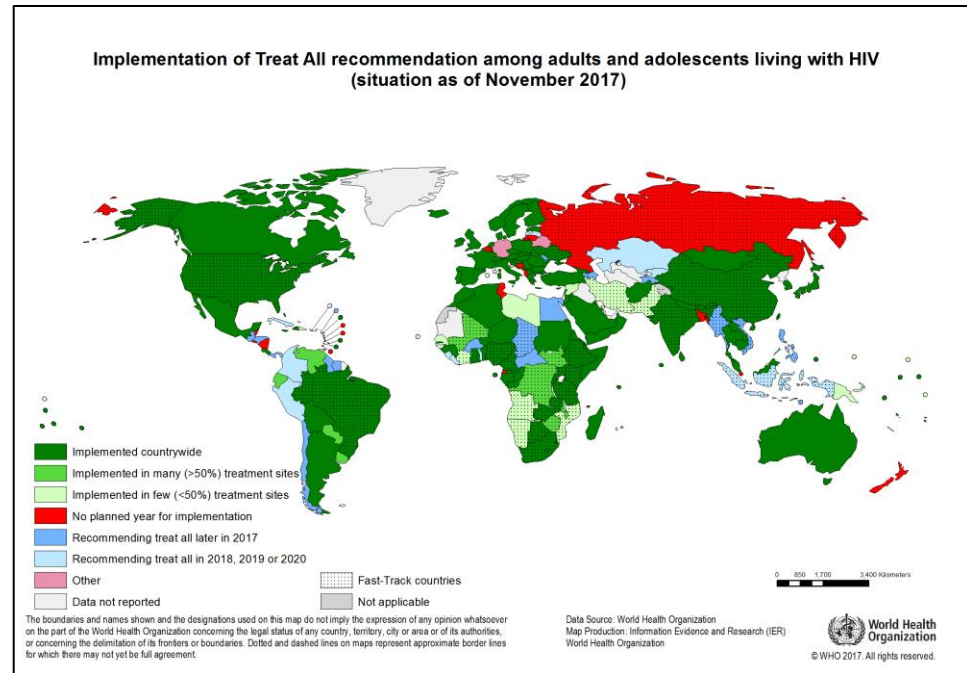 Implementation of Treat All recommendation among adults and adolescents living with HIV
(situation as of November 2017)
Implemented countrywide
Implemented in many (>50%) treatment sites
Implemented in few (<50%) treatment sites
No planned year for implementation
Recommending treat all later in 2017
Recommending treat all in 2018, 2019 or 2020
Other
Data not reported
Fast-Track countries
Not applicable
0 850 1,700 3,400 Kilometers
The boundaries and names shown and the designations used on this map do not imply the expression of any opinion whatsoever
on the part of the World Health Organization concerning the legal status of any country, territory, city or area or of its authorities,
or concerning the delimitation of its frontiers or boundaries. Dotted and dashed lines on maps represent approximate border lines
for which there may not yet be full agreement.
Data Source: World Health Organization
Map Production: Information Evidence and Research (IER)
World Health Organization
World Health
Organization
© WHO 2017. All rights reserved.